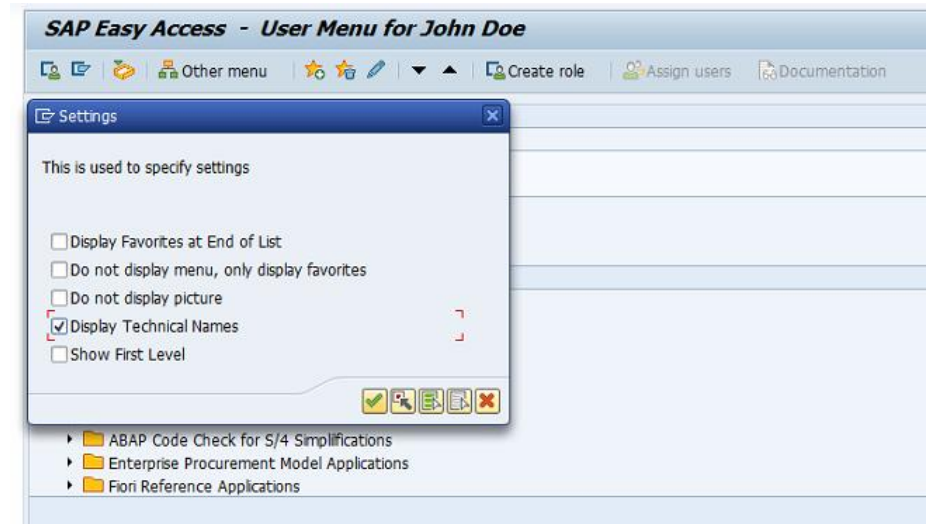 SAP Easy Access - User Menu for John Doe
Other menu Create role Assign users Documentation
Settings
This is used to specify settings
Display Favorites at End of List
Do not display menu, only display favorites
Do not display picture
Display Technical Names
Show First Level
ABAP Code Check for S/4 Simplifications
Enterprise Procurement Model Applications
Fiori Reference Applications